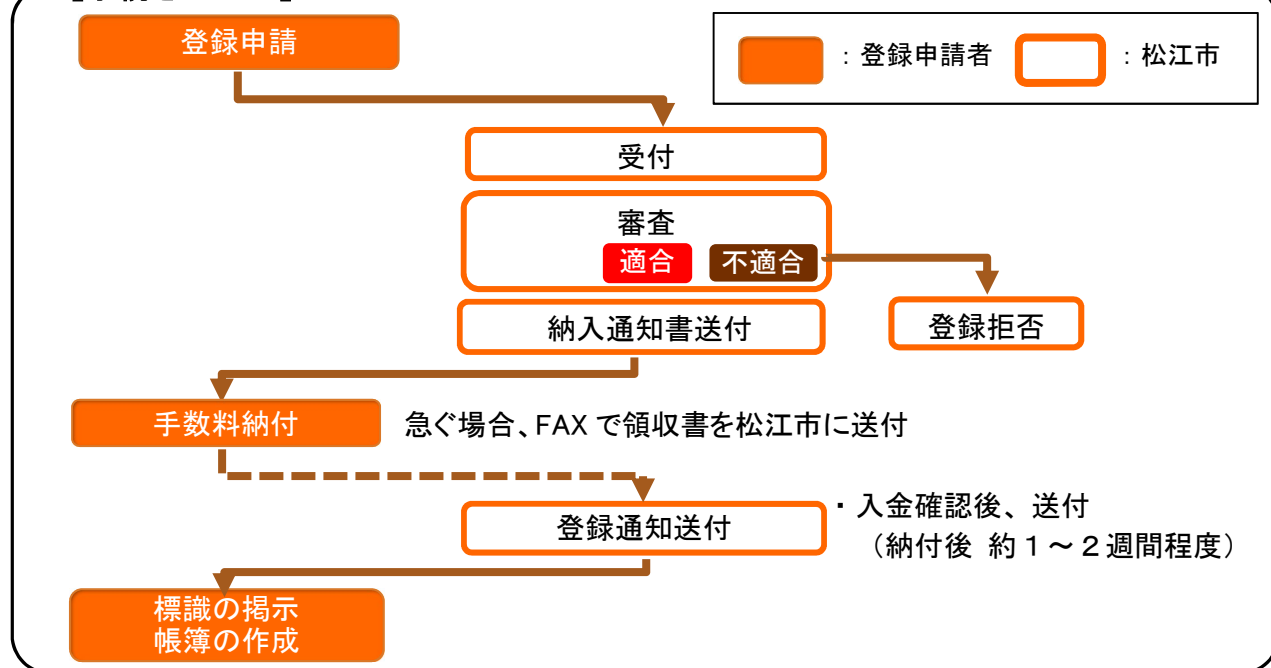 登録申請
：登録申請者
：松江市
受付
審査
適合
不適合
納入通知書送付
登録拒否
手数料納付
急ぐ場合、FAX で領収書を松江市に送付
登録通知送付
・入金確認後、送付
（納付後 約１～２週間程度）
標識の掲示
帳簿の作成